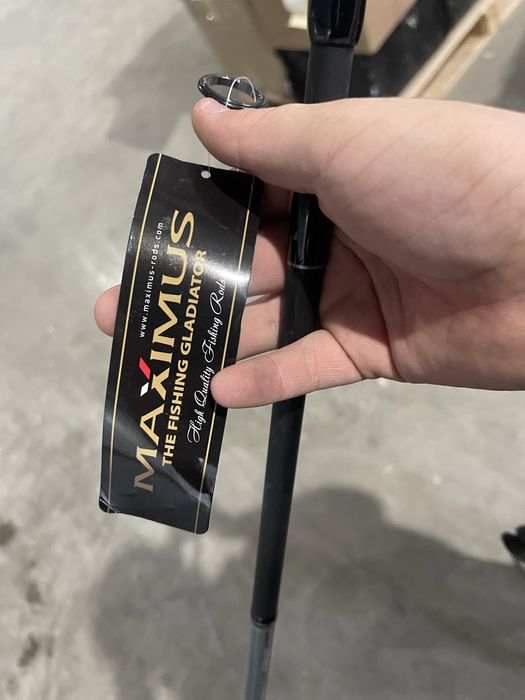 www.maximus-rods.com
MAXIMUS
THE FISHING GLADIATOR
High Quality Fishing Rods